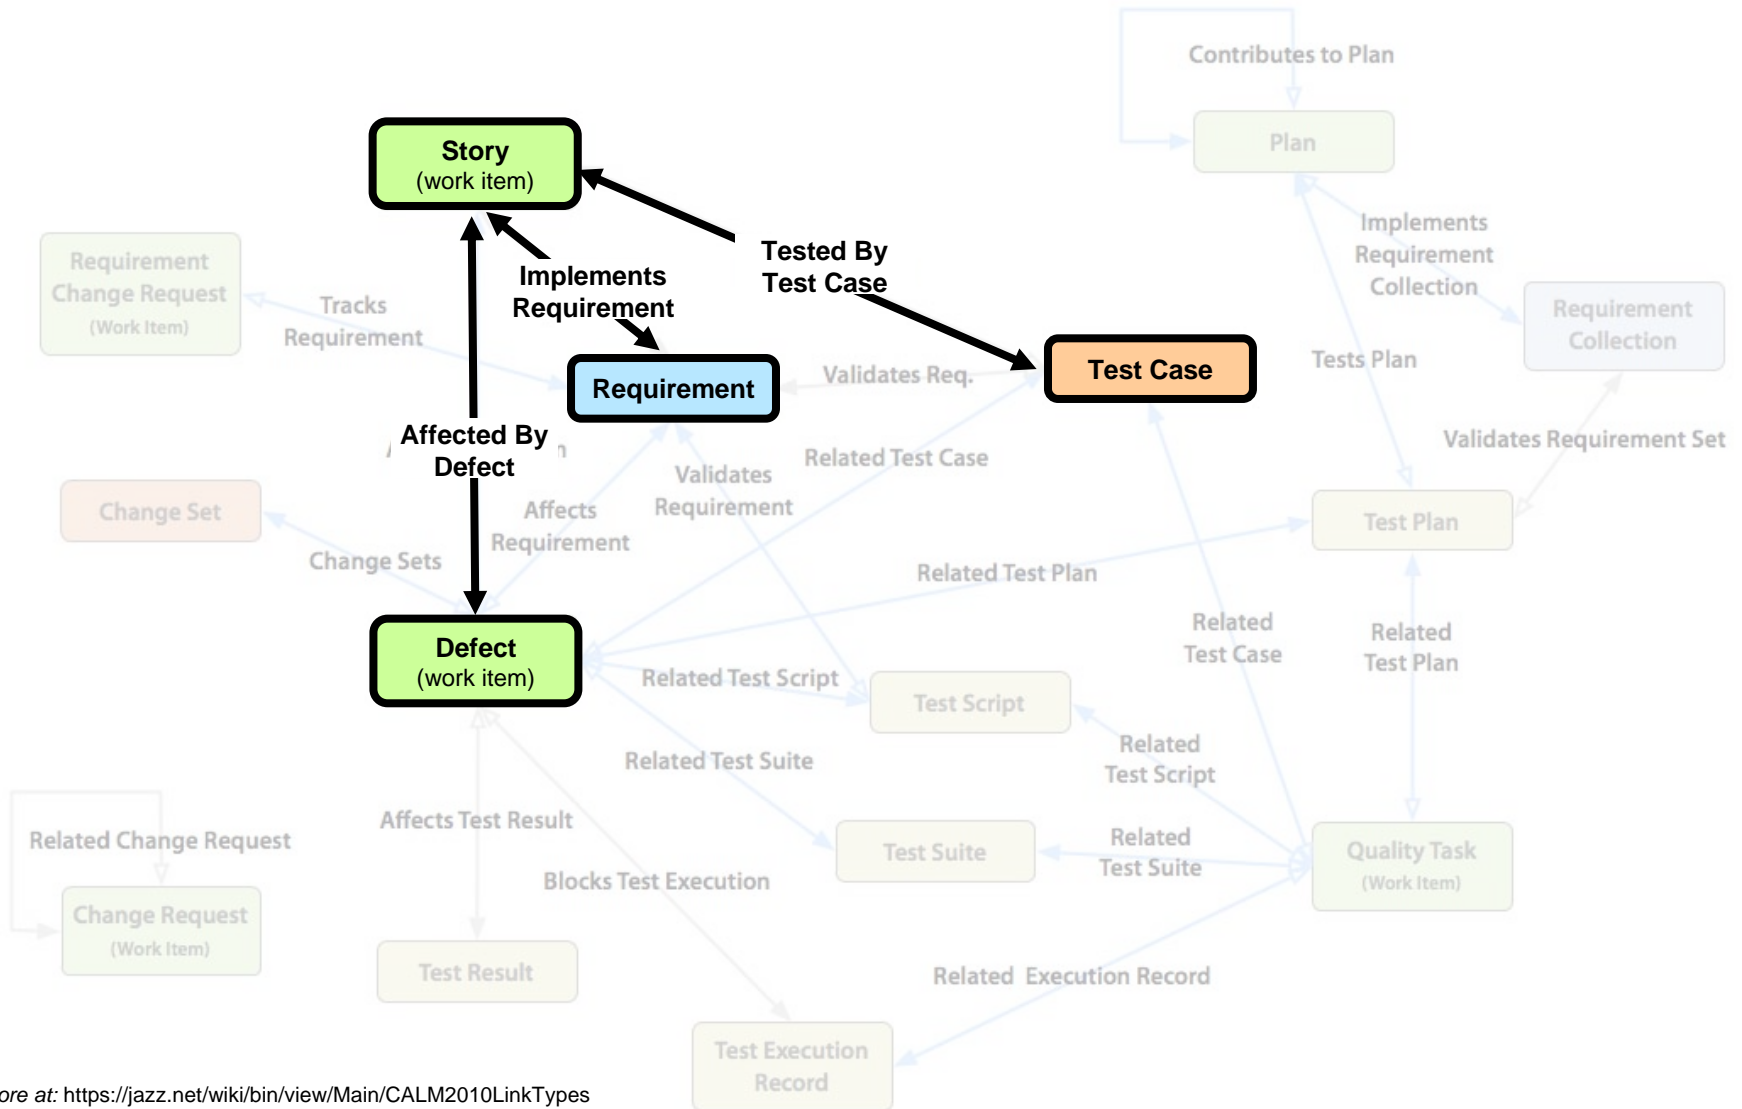 Contributes to Plan
Plan
Story
(work item)
Implements
Requirement
Collection
Requirement
Change Request
(Work Item)
Tracks
Requirement
Implements
Requirement
Tested By
Test Case
Requirement
Collection
Tests Plan
Requirement
Validates Req.
Test Case
Affected By
Defect
Related Test Case
Validates
Requirement
Validates Requirement Set
Change Set
Affects
Requirement
Test Plan
Change Sets
Related Test Plan
Defect
(work item)
Related
Test Case
Related
Test Plan
Related Test Script
Test Script
Related Test Suite
Related
Test Script
Affects Test Result
Related Change Request
Test Suite
Related
Test Suite
Quality Task
(Work Item)
Blocks Test Execution
Change Request
(Work Item)
Test Result
Related Execution Record
Test Execution
Record
ore at: https://jazz.net/wiki/bin/view/Main/CALM2010LinkTypes